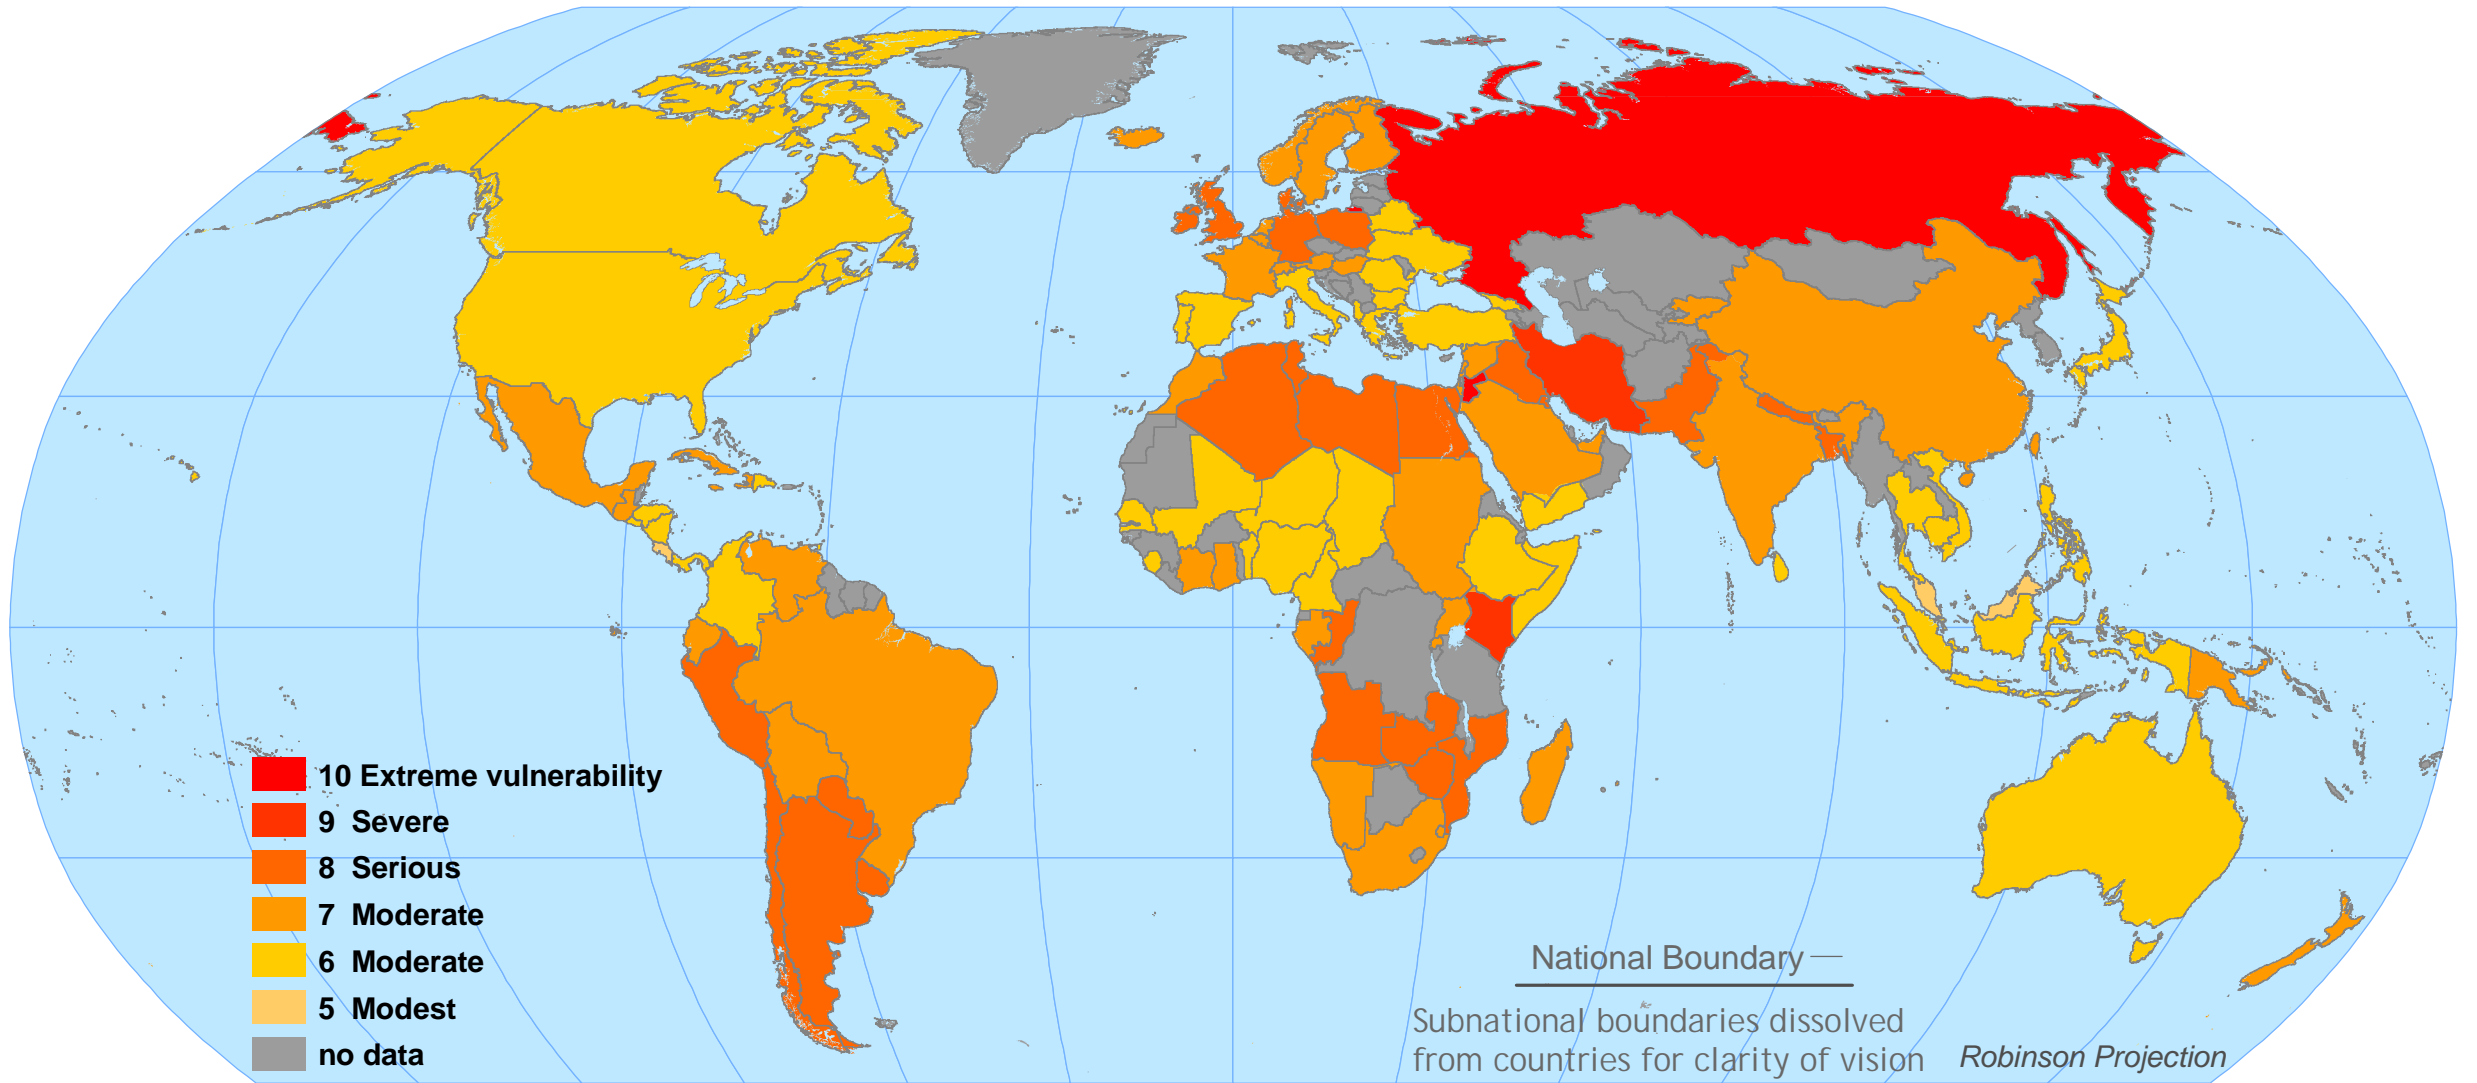 10 Extreme vulnerability
9 Severe
8 Serious
7 Moderate
6 Moderate
5 Modest
no data
National Boundary —
Subnational boundaries dissolved
from countries for clarity of vision
Robinson Projection